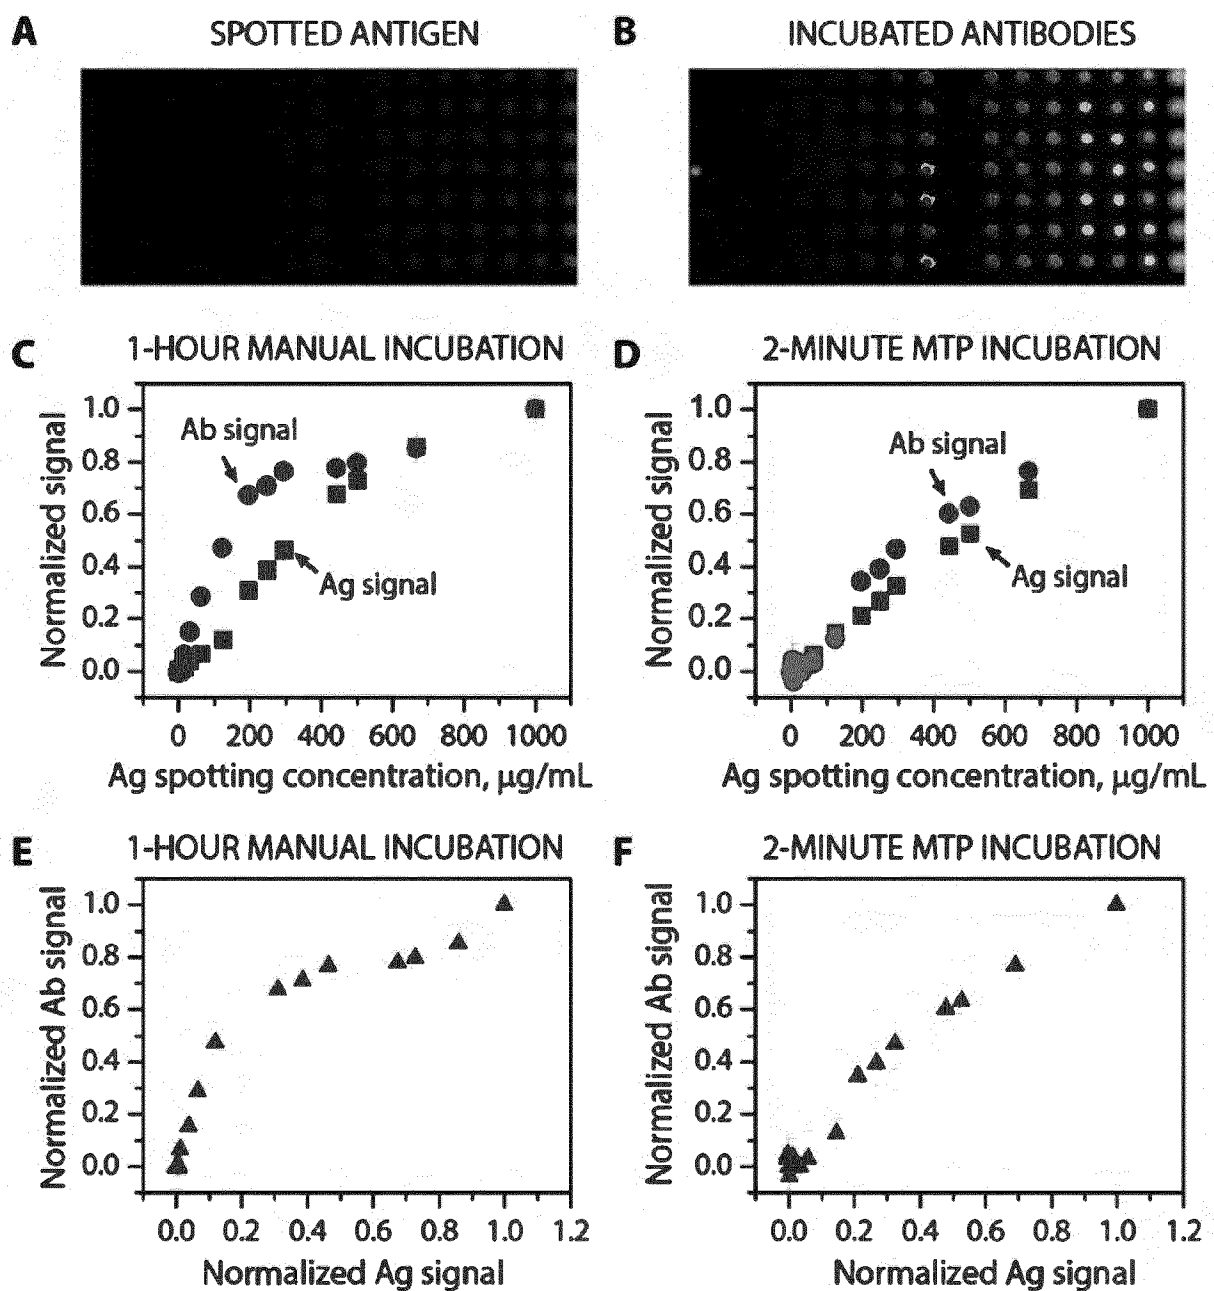 A SPOTTED ANTIGEN
B INCUBATED ANTIBODIES
C 1-HOUR MANUAL INCUBATION
Normalized signal
1.0
0.8
0.6
0.4
0.2
0.0
Ab signal
Ag signal
0 200 400 600 800 1000
Ag spotting concentration, µg/mL
D 2-MINUTE MTP INCUBATION
Normalized signal
1.0
0.8
0.6
0.4
0.2
0.0
Ab signal
Ag signal
0 200 400 600 800 1000
Ag spotting concentration, µg/mL
E 1-HOUR MANUAL INCUBATION
Normalized Ab signal
1.0
0.8
0.6
0.4
0.2
0.0
0.0 0.2 0.4 0.6 0.8 1.0 1.2
Normalized Ag signal
F 2-MINUTE MTP INCUBATION
Normalized Ab signal
1.0
0.8
0.6
0.4
0.2
0.0
0.0 0.2 0.4 0.6 0.8 1.0 1.2
Normalized Ag signal